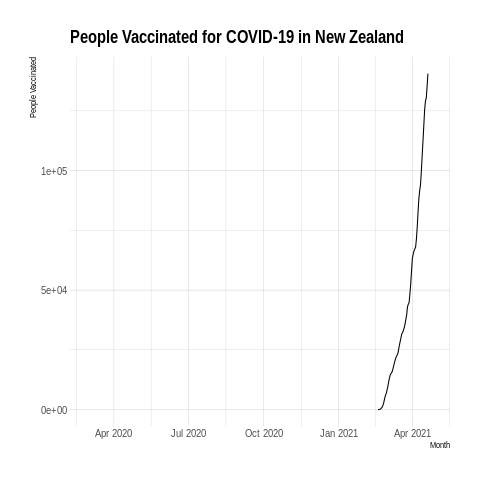 People Vaccinated for COVID-19 in New Zealand
People Vaccinated
1e+05
5e+04
0e+00
Apr 2020 Jul 2020 Oct 2020 Jan 2021 Apr 2021
Month